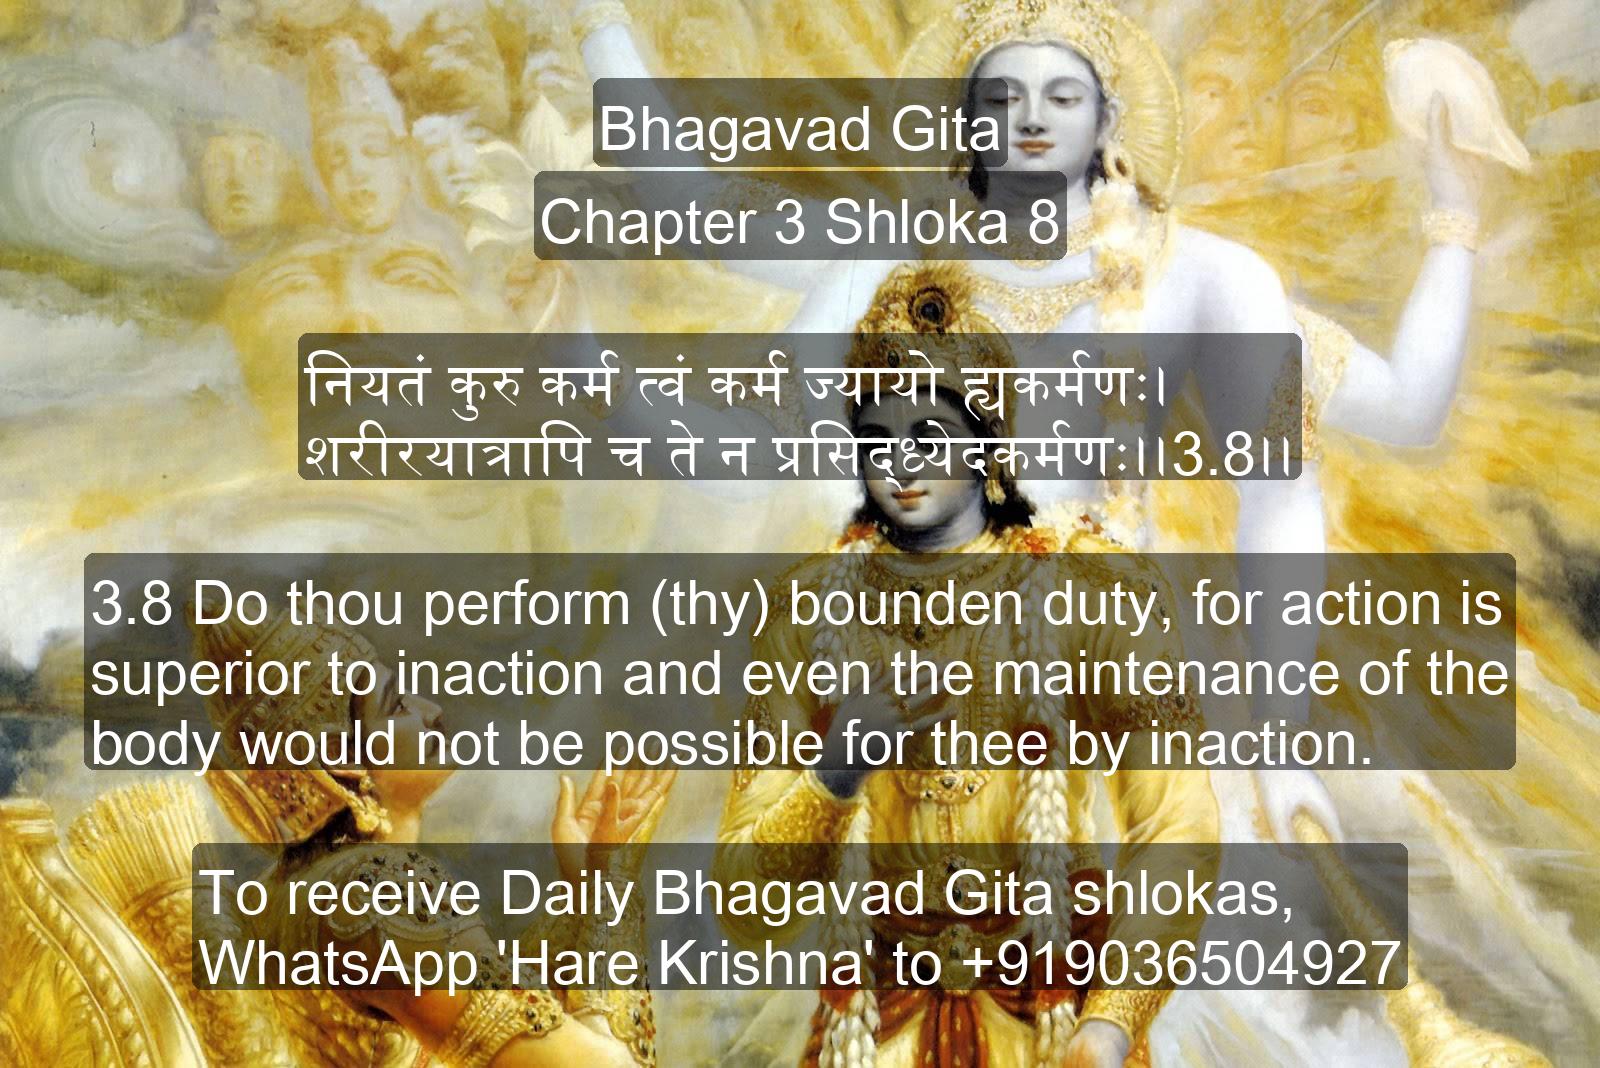 Bhagavad Gita
Chapter 3 Shloka 8
नियतं कुरु कर्म त्वं कर्म ज्यायो ह्यकर्मणः।
शरीरयात्रापि च ते न प्रसिद्ध्येदकर्मणः।।3.8।।
3.8 Do thou perform (thy) bounden duty, for action is
superior to inaction and even the maintenance of the
body would not be possible for thee by inaction.
To receive Daily Bhagavad Gita shlokas,
WhatsApp 'Hare Krishna' to +919036504927